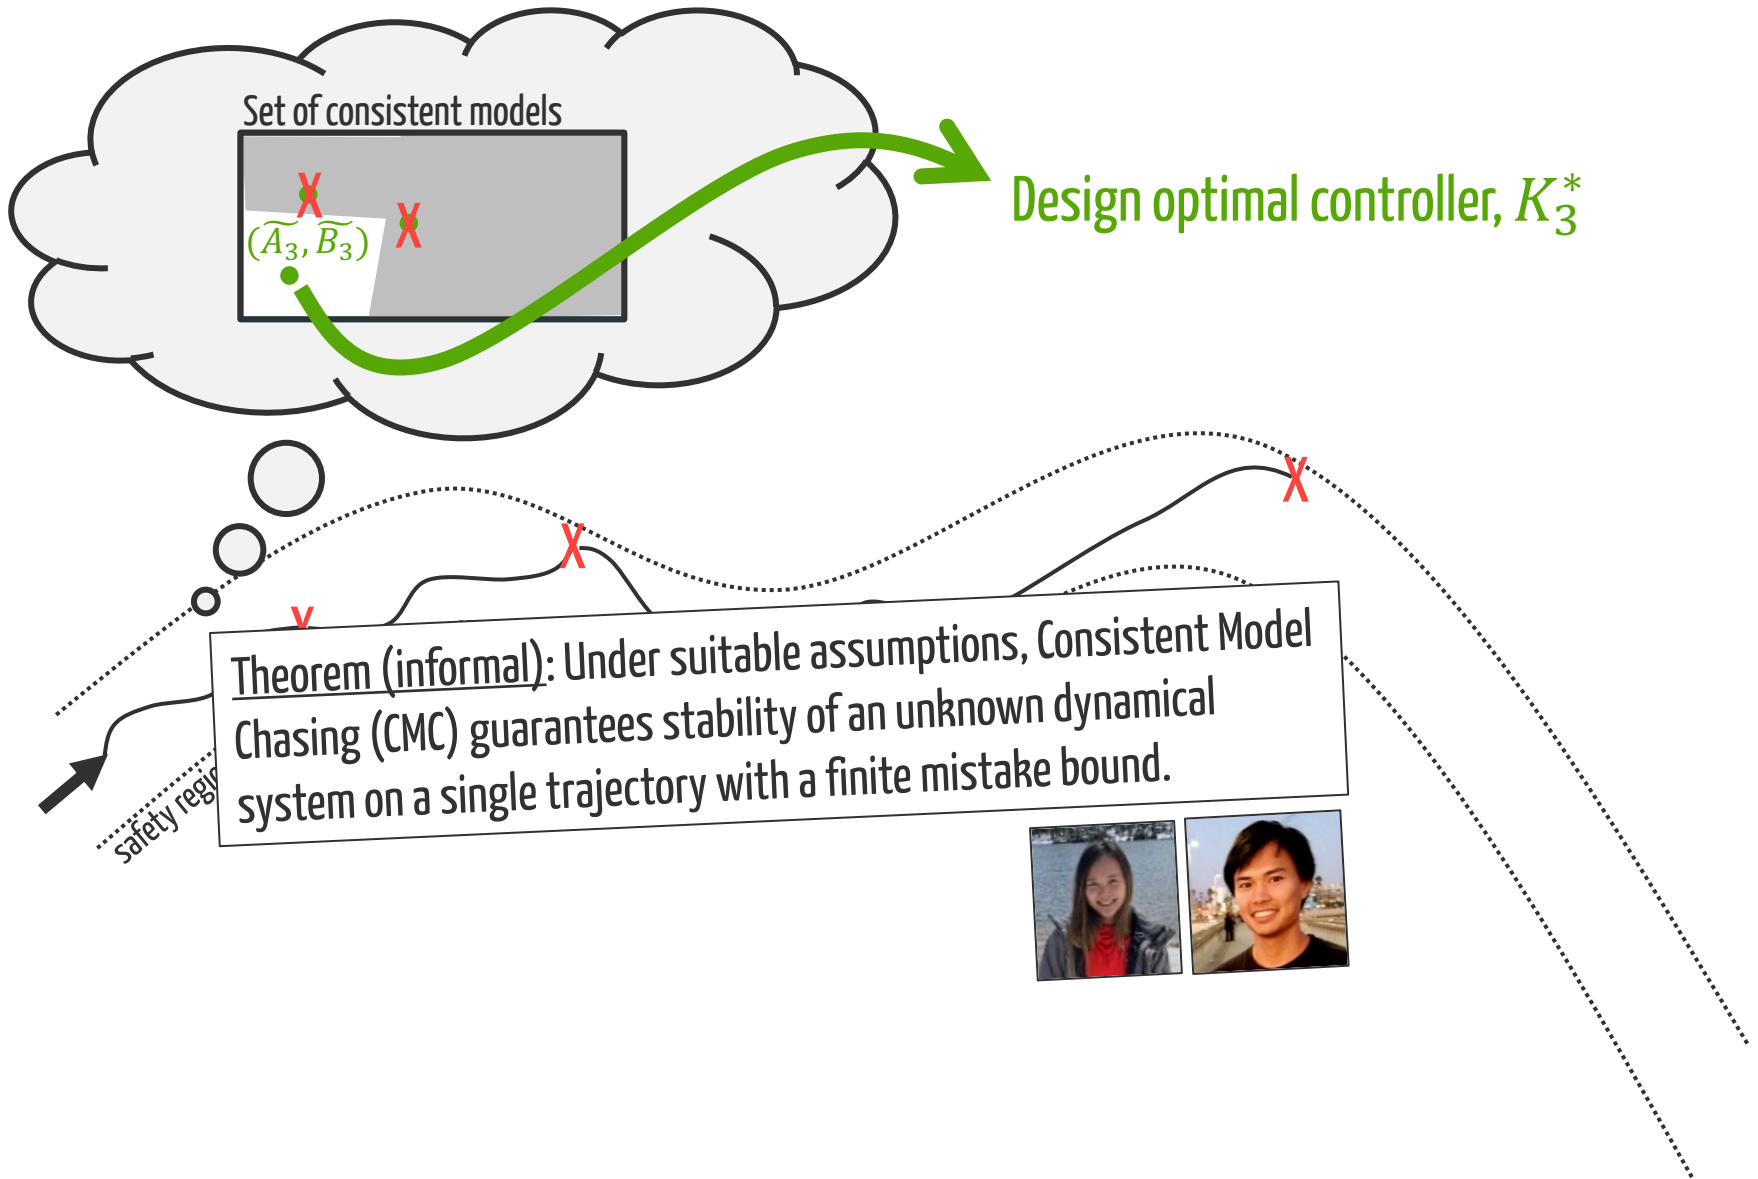 Set of consistent models
X
X
(Ã₃, B̃₃)
Design optimal controller, K₃*
X
X
X
Theorem (informal): Under suitable assumptions, Consistent Model
Chasing (CMC) guarantees stability of an unknown dynamical
system on a single trajectory with a finite mistake bound.
safety